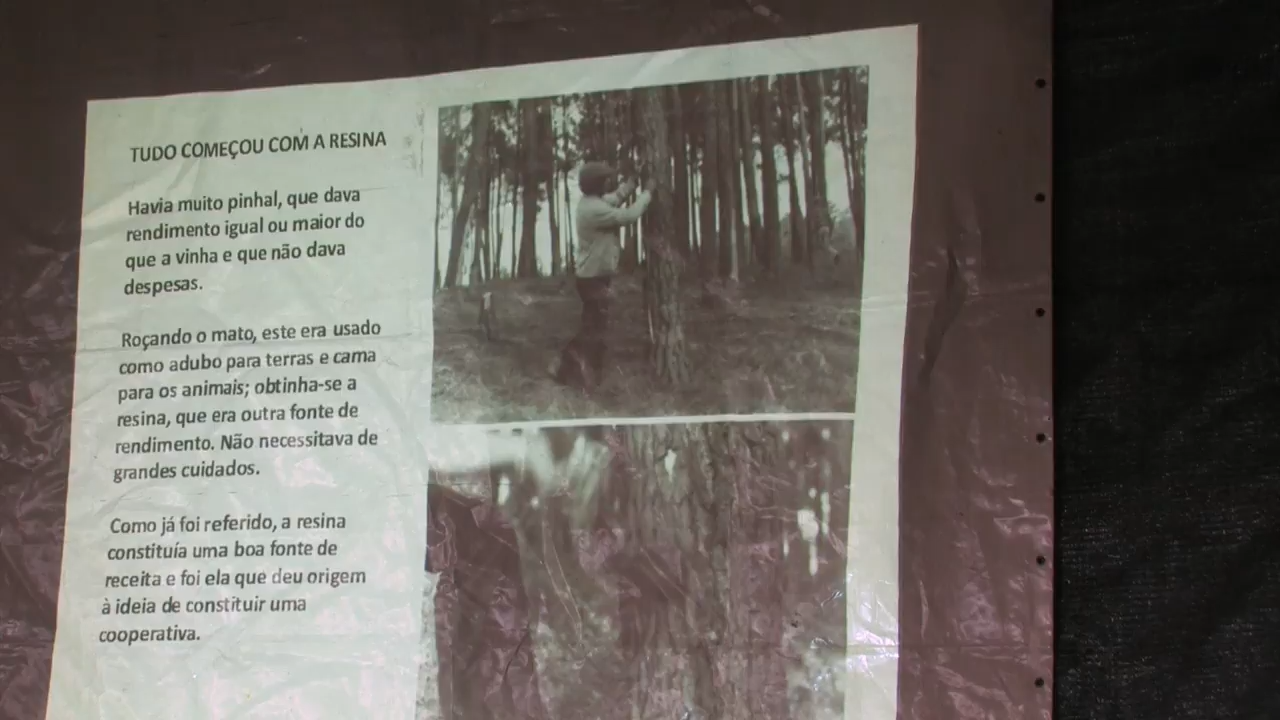 TUDO COMEÇOU COM A RESINA
Havia muito pinhal, que dava
rendimento igual ou maior do
que a vinha e que não dava
despesas.
Roçando o mato, este era usado
como adubo para terras e cama
para os animais; obtinha-se a
resina, que era outra fonte de
rendimento. Não necessitava de
grandes cuidados.
Como já foi referido, a resina
constituía uma boa fonte de
receita e foi ela que deu origem
à ideia de constituir uma
cooperativa.